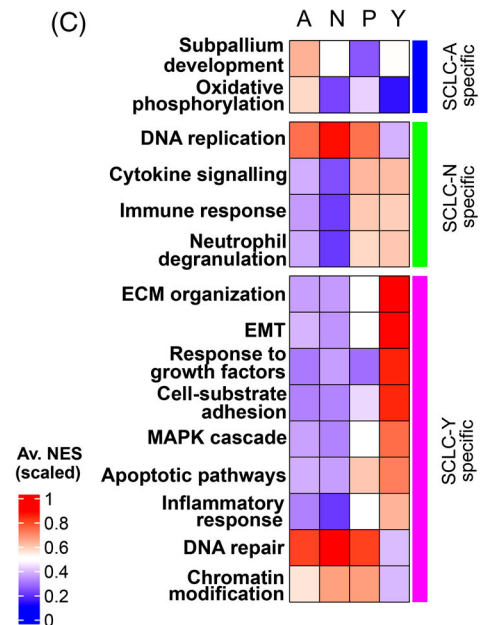 (C)
A N P Y
Subpallium
development
Oxidative
phosphorylation
SCLC-A
specific
DNA replication
Cytokine signalling
Immune response
Neutrophil
degranulation
SCLC-N
specific
ECM organization
EMT
Response to
growth factors
Cell-substrate
adhesion
MAPK cascade
Apoptotic pathways
Inflammatory
response
DNA repair
Chromatin
modification
SCLC-Y
specific
Av. NES
(scaled)
1
0.8
0.6
0.4
0.2
0